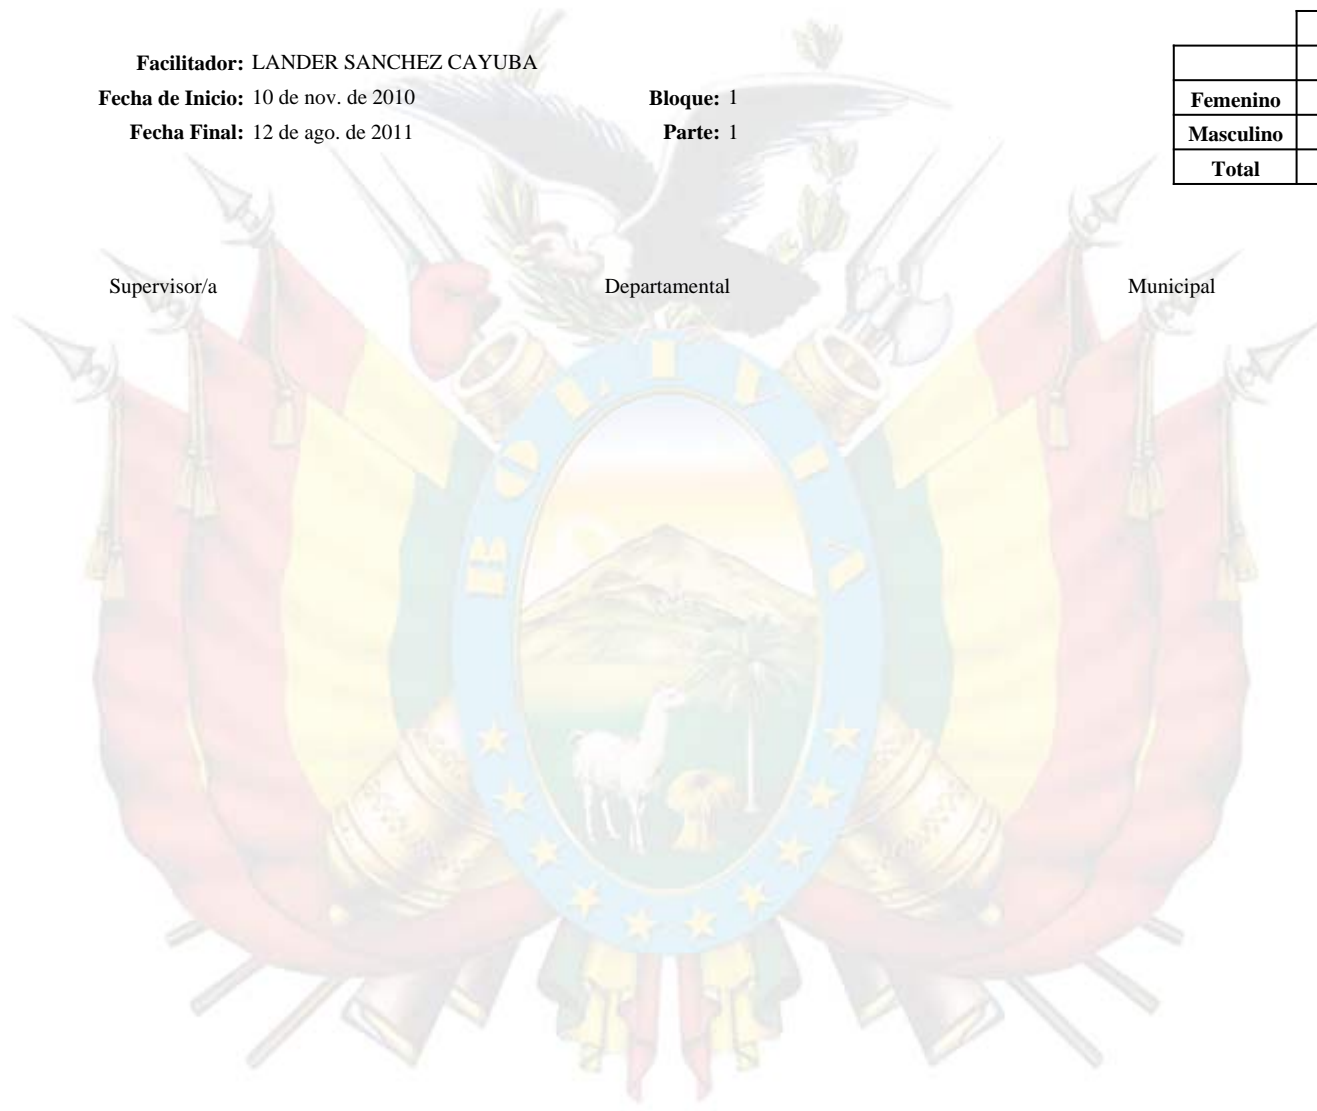 Facilitador: LANDER SANCHEZ CAYUBA
Fecha de Inicio: 10 de nov. de 2010 Bloque: 1
Fecha Final: 12 de ago. de 2011 Parte: 1
Femenino
Masculino
Total
Supervisor/a Departamental Municipal
BOLIVIA